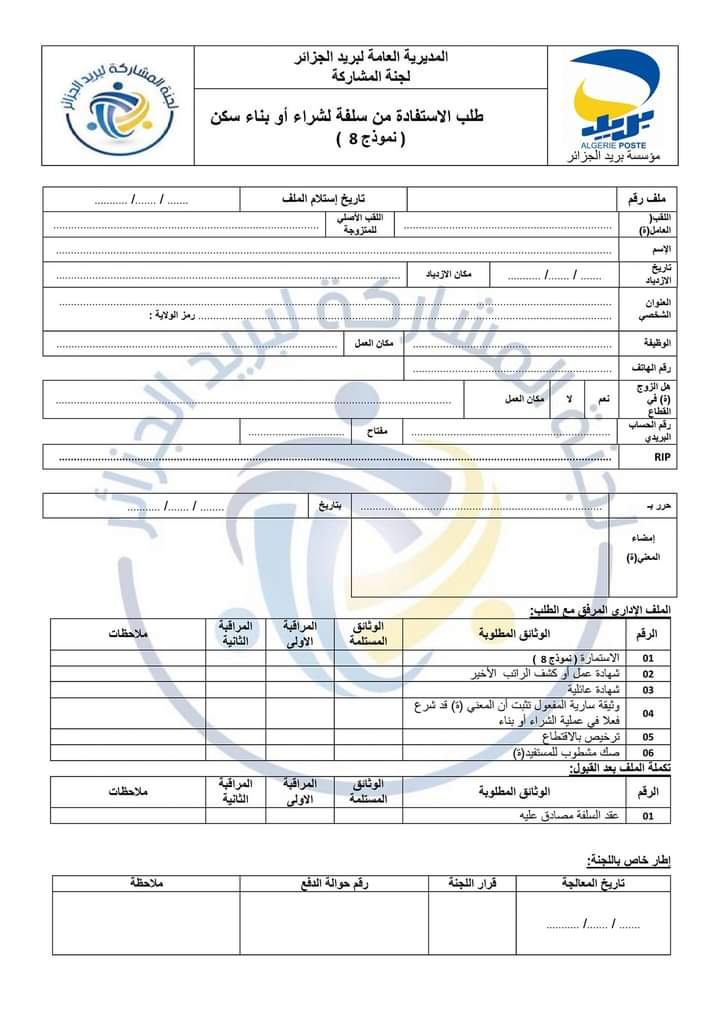 المديرية العامة لبريد الجزائر
لجنة المشاركة
طلب الاستفادة من سلفة لشراء أو بناء سكن
( نموذج 8 )
لجنة المشاركة لبريد الجزائر
بريد
ALGERIE POSTE
مؤسسة بريد الجزائر
ملف رقم
تاريخ إستلام الملف ....... / ......./ ...........
اللقب( العامل(ة)
اللقب الأصلي للمتزوجة
الإسم
تاريخ الازدياد ....... / ......./ ........... مكان الازدياد
العنوان الشخصي
رمز الولاية :
الوظيفة
مكان العمل
رقم الهاتف
هل الزوج (ة) في القطاع نعم لا مكان العمل
رقم الحساب البريدي
مفتاح
RIP
حرر بـ
بتاريخ ........ / ......./ ...........
إمضاء
المعني(ة)
لجنة المشاركة لبريد الجزائر
الملف الإداري المرفق مع الطلب:
الرقم الوثائق المطلوبة الوثائق المستلمة المراقبة الاولى المراقبة الثانية ملاحظات
01 الاستمارة ( نموذج 8 )
02 شهادة عمل أو كشف الراتب الأخير
03 شهادة عائلية
04 وثيقة سارية المفعول تثبت أن المعني (ة) قد شرع
فعلا في عملية الشراء أو بناء
05 ترخيص بالاقتطاع
06 صك مشطوب للمستفيد(ة)
تكملة الملف بعد القبول:
الرقم الوثائق المطلوبة الوثائق المستلمة المراقبة الاولى المراقبة الثانية ملاحظات
01 عقد السلفة مصادق عليه
إطار خاص باللجنة:
تاريخ المعالجة قرار اللجنة رقم حوالة الدفع ملاحظة
....... / ......./ ...........